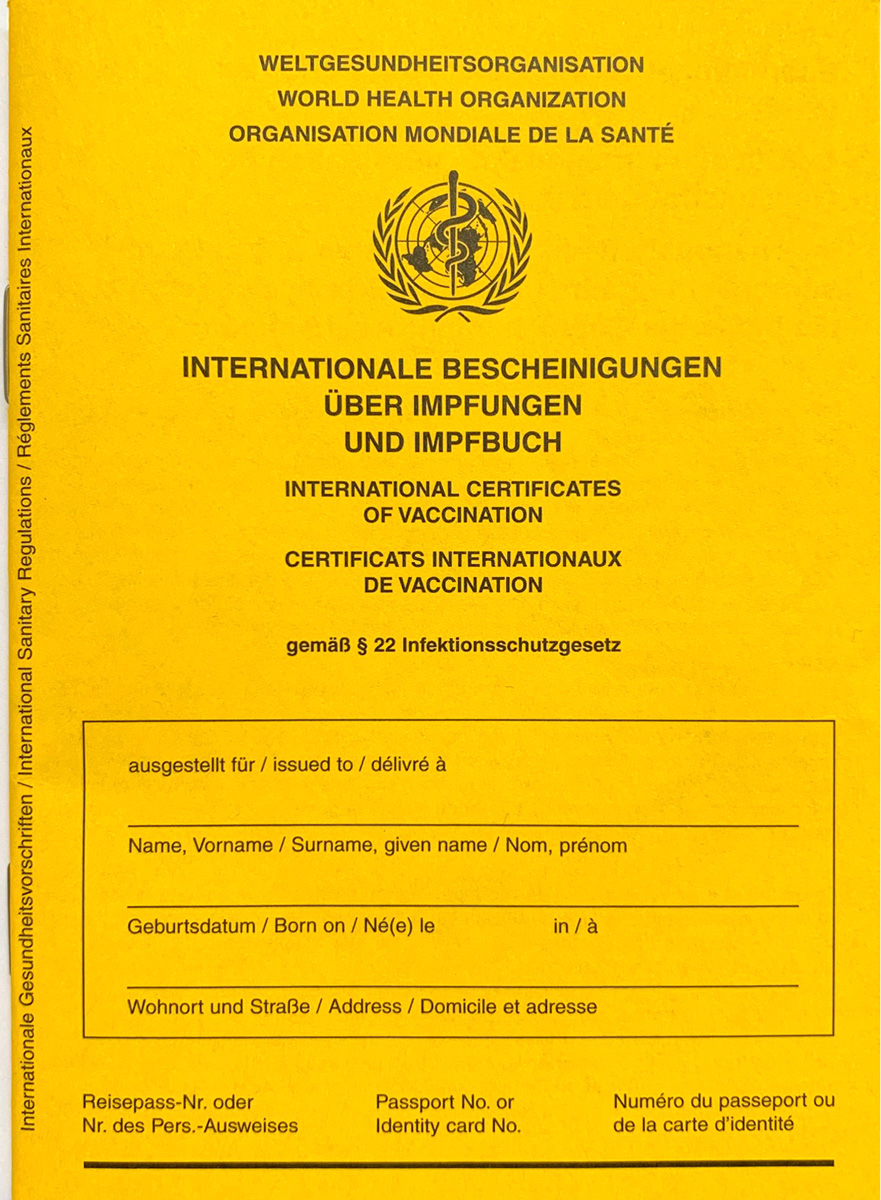 WELTGESUNDHEITSORGANISATION
WORLD HEALTH ORGANIZATION
ORGANISATION MONDIALE DE LA SANTÉ
INTERNATIONALE BESCHEINIGUNGEN
ÜBER IMPFUNGEN
UND IMPFBUCH
INTERNATIONAL CERTIFICATES
OF VACCINATION
CERTIFICATS INTERNATIONAUX
DE VACCINATION
gemäß § 22 Infektionsschutzgesetz
ausgestellt für / issued to / délivré à
Name, Vorname / Surname, given name / Nom, prénom
Geburtsdatum / Born on / Né(e) le in / à
Wohnort und Straße / Address / Domicile et adresse
Reisepass-Nr. oder
Nr. des Pers.-Ausweises
Passport No. or
Identity card No.
Numéro du passeport ou
de la carte d'identité
Internationale Gesundheitsvorschriften / International Sanitary Regulations / Réglements Sanitaires Internationaux